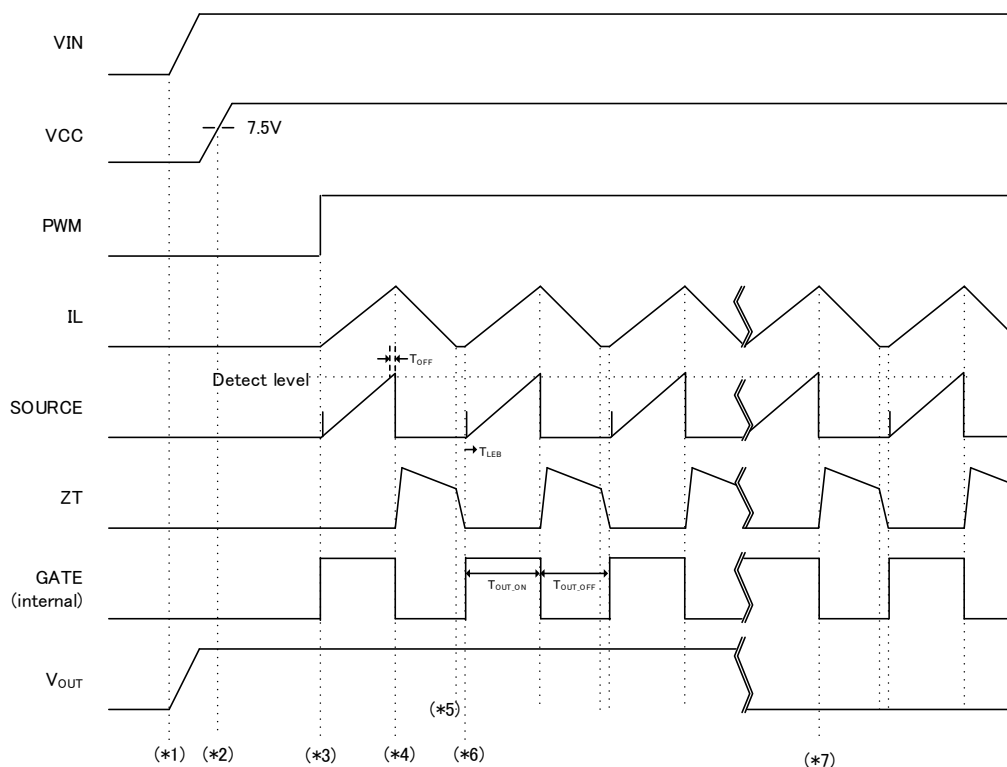 VIN
VCC
7.5V
PWM
IL
TOFF
Detect level
SOURCE
TLEB
ZT
GATE
(internal)
TOUT_ON
TOUT_OFF
VOUT
(*5)
(*1)
(*2)
(*3)
(*4)
(*6)
(*7)